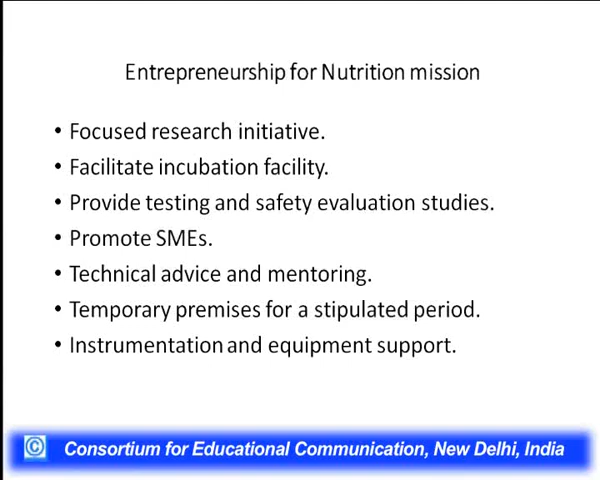 Entrepreneurship for Nutrition mission
• Focused research initiative.
• Facilitate incubation facility.
• Provide testing and safety evaluation studies.
• Promote SMEs.
• Technical advice and mentoring.
• Temporary premises for a stipulated period.
• Instrumentation and equipment support.
© Consortium for Educational Communication, New Delhi, India